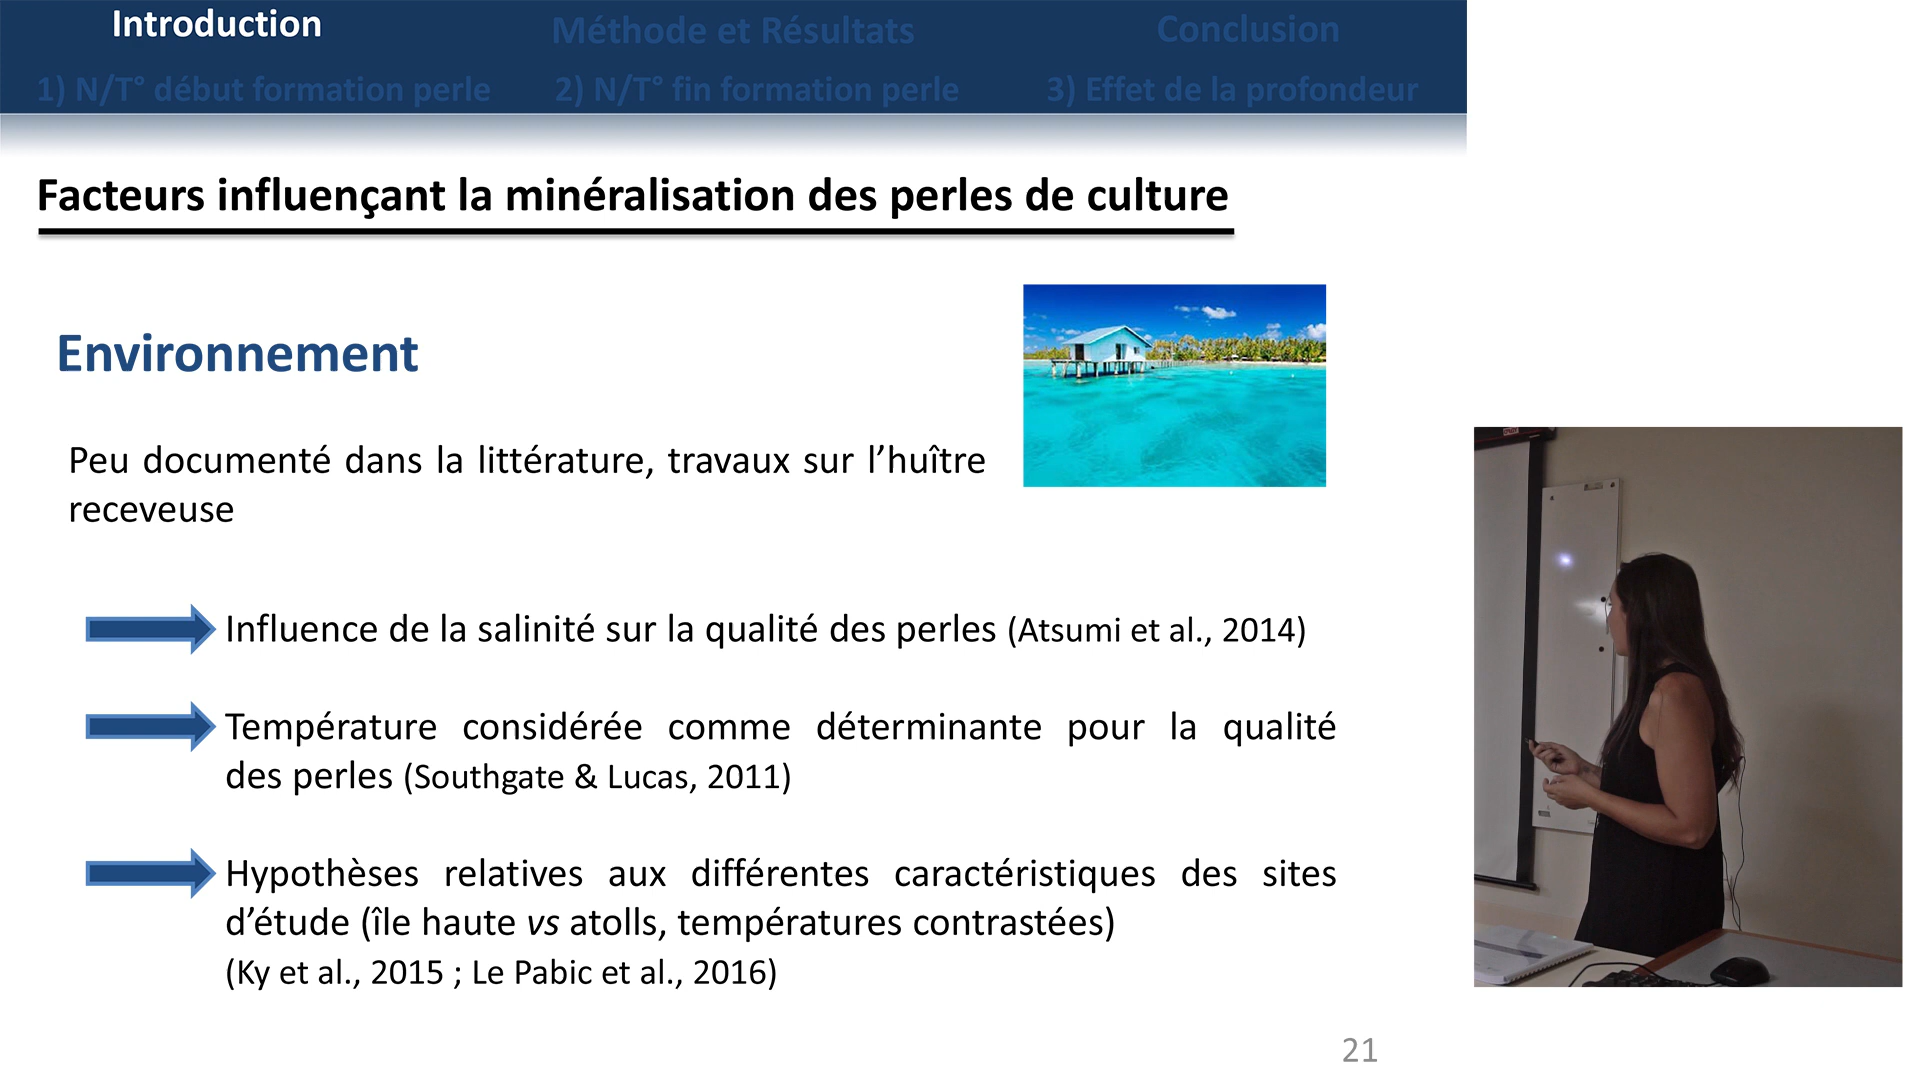 Introduction
Méthode et Résultats
Conclusion
1) N/T° début formation perle
2) N/T° fin formation perle
3) Effet de la profondeur
Facteurs influençant la minéralisation des perles de culture
Environnement
Peu documenté dans la littérature, travaux sur l’huître
receveuse
Influence de la salinité sur la qualité des perles (Atsumi et al., 2014)
Température considérée comme déterminante pour la qualité
des perles (Southgate & Lucas, 2011)
Hypothèses relatives aux différentes caractéristiques des sites
d’étude (île haute vs atolls, températures contrastées)
(Ky et al., 2015 ; Le Pabic et al., 2016)
21